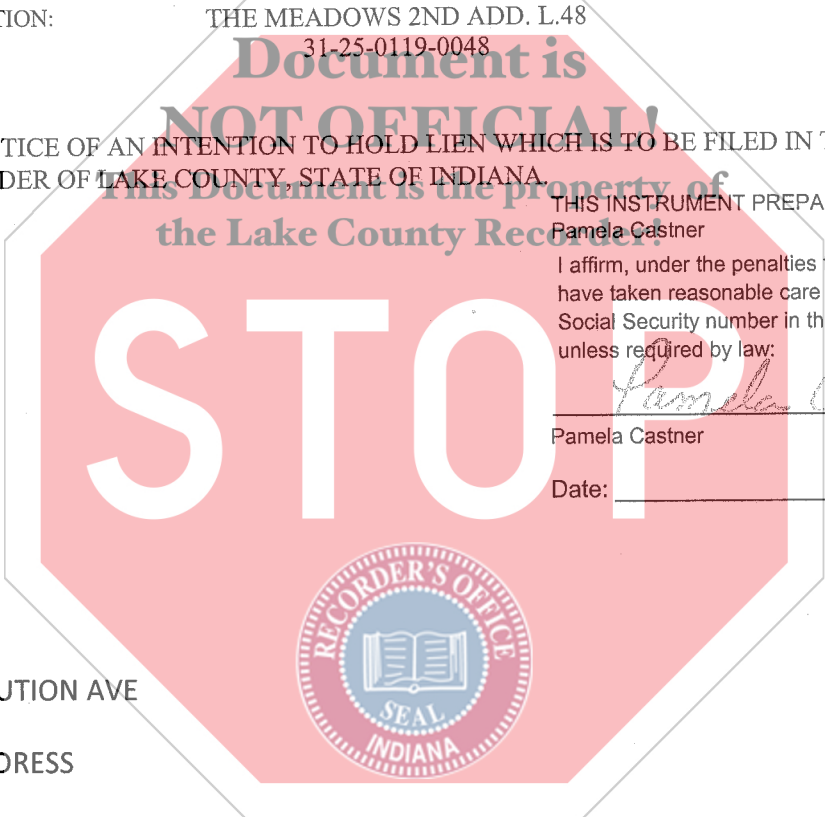 TION: THE MEADOWS 2ND ADD. L.48
31-25-0119-0048
Document is
NOT OFFICIAL!
TICE OF AN INTENTION TO HOLD LIEN WHICH IS TO BE FILED IN T
DER OF LAKE COUNTY, STATE OF INDIANA.
This Document is the property of
the Lake County Recorder!
THIS INSTRUMENT PREPA
Pamela Castner
I affirm, under the penalties
have taken reasonable care
Social Security number in th
unless required by law:
Pamela C
Pamela Castner
Date:
STOP
RECORDER'S OFFICE
SEAL
INDIANA
UTION AVE
DRESS